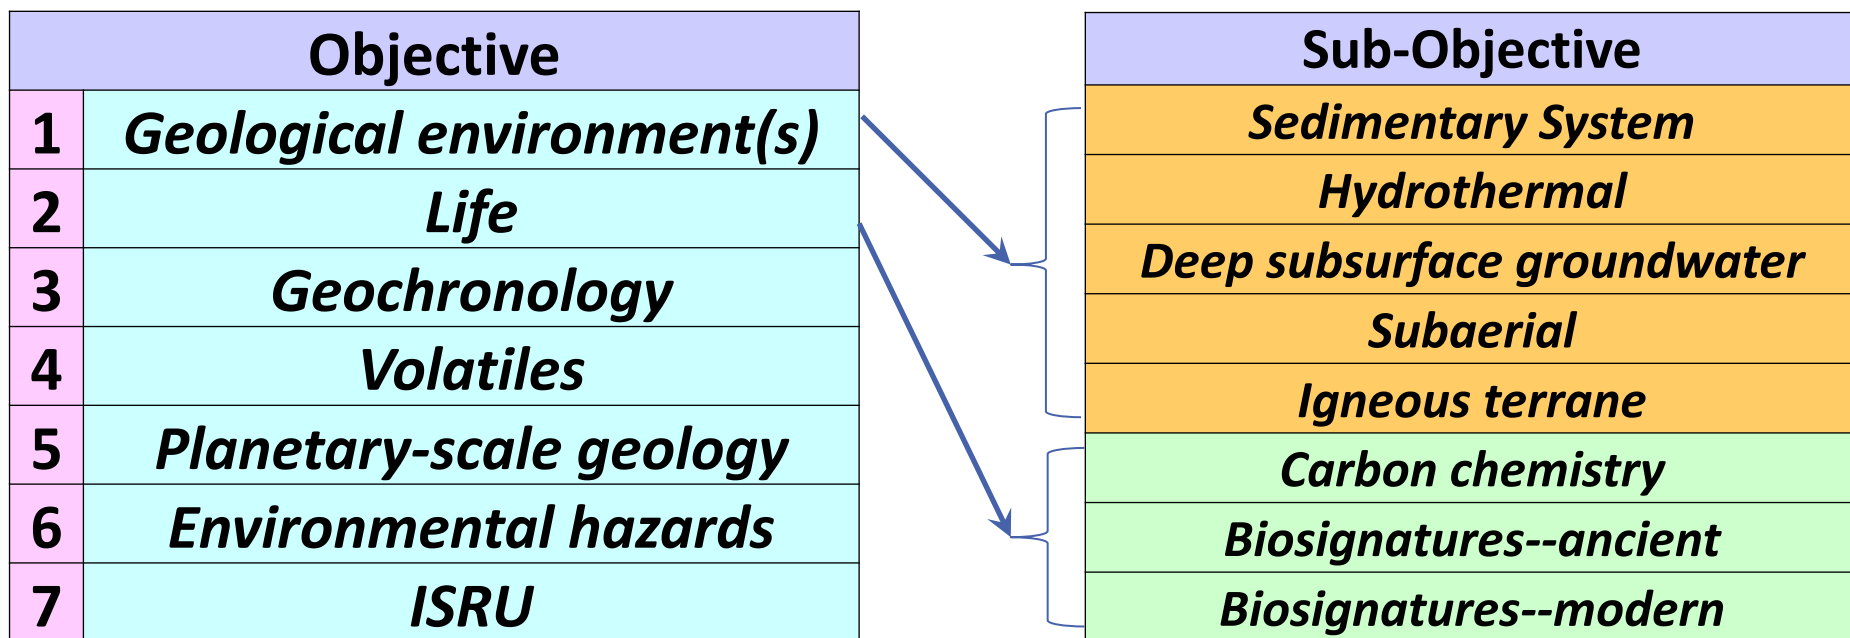 Objective
1 Geological environment(s)
2 Life
3 Geochronology
4 Volatiles
5 Planetary-scale geology
6 Environmental hazards
7 ISRU
Sub-Objective
Sedimentary System
Hydrothermal
Deep subsurface groundwater
Subaerial
Igneous terrane
Carbon chemistry
Biosignatures--ancient
Biosignatures--modern